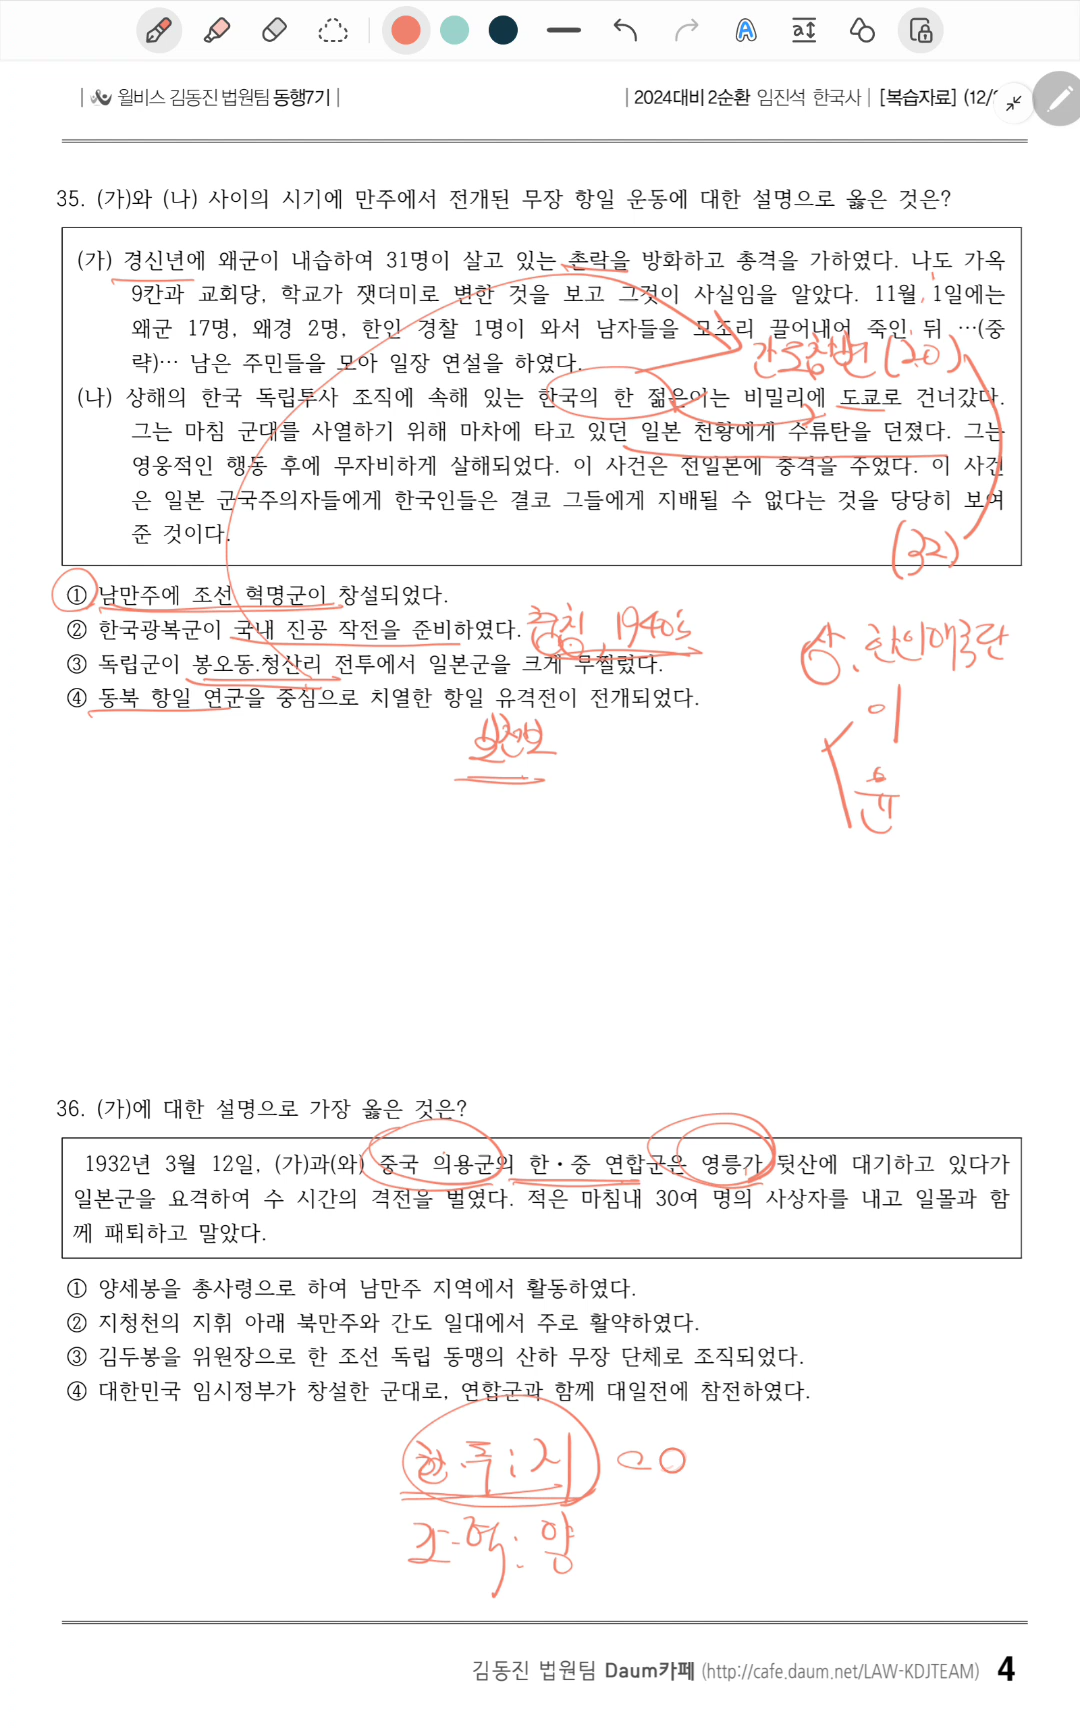 윌비스 김동진 법원팀 동행7기
2024대비 2순환 임진석 한국사 [복습자료] (12/
35. (가)와 (나) 사이의 시기에 만주에서 전개된 무장 항일 운동에 대한 설명으로 옳은 것은?
(가) 경신년에 왜군이 내습하여 31명이 살고 있는 촌락을 방화하고 총격을 가하였다. 나도 가옥
9칸과 교회당, 학교가 잿더미로 변한 것을 보고 그것이 사실임을 알았다. 11월 1일에는
왜군 17명, 왜경 2명, 한인 경찰 1명이 와서 남자들을 모조리 끌어내어 죽인 뒤 …(중
략)… 남은 주민들을 모아 일장 연설을 하였다.
간도참변 (20)
(나) 상해의 한국 독립투사 조직에 속해 있는 한국의 한 젊은이는 비밀리에 도쿄로 건너갔다.
그는 마침 군대를 사열하기 위해 마차에 타고 있던 일본 천황에게 수류탄을 던졌다. 그는
영웅적인 행동 후에 무자비하게 살해되었다. 이 사건은 전일본에 충격을 주었다. 이 사건
은 일본 군국주의자들에게 한국인들은 결코 그들에게 지배될 수 없다는 것을 당당히 보여
준 것이다.
(32)
① 남만주에 조선 혁명군이 창설되었다.
② 한국광복군이 국내 진공 작전을 준비하였다.
충칭, 1940's
상. 한인애국단
③ 독립군이 봉오동.청산리 전투에서 일본군을 크게 무찔렀다.
④ 동북 항일 연군을 중심으로 치열한 항일 유격전이 전개되었다.
이
윤
36. (가)에 대한 설명으로 가장 옳은 것은?
1932년 3월 12일, (가)과(와) 중국 의용군의 한·중 연합군은 영릉가 뒷산에 대기하고 있다가
일본군을 요격하여 수 시간의 격전을 벌였다. 적은 마침내 30여 명의 사상자를 내고 일몰과 함
께 패퇴하고 말았다.
① 양세봉을 총사령으로 하여 남만주 지역에서 활동하였다.
② 지청천의 지휘 아래 북만주와 간도 일대에서 주로 활약하였다.
③ 김두봉을 위원장으로 한 조선 독립 동맹의 산하 무장 단체로 조직되었다.
④ 대한민국 임시정부가 창설한 군대로, 연합군과 함께 대일전에 참전하였다.
한.독 : 지
조.혁 : 양
김동진 법원팀 Daum카페 (http://cafe.daum.net/LAW-KDJTEAM) 4